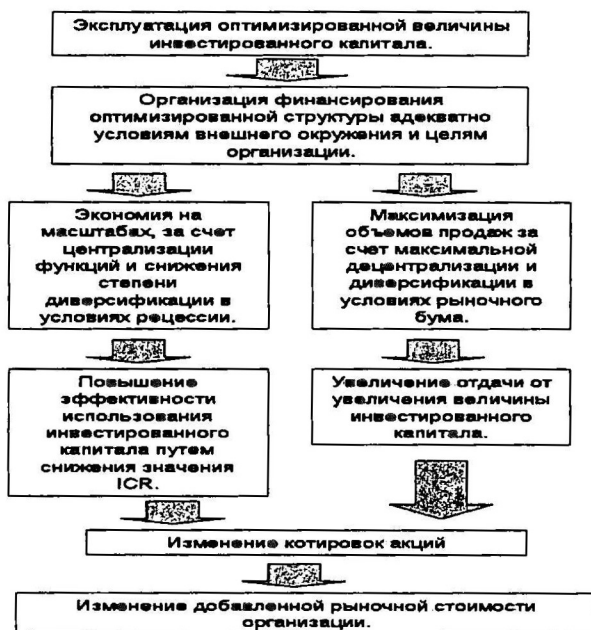 Эксплуатация оптимизированной величины
инвестированного капитала.
Организация финансирования
оптимизированной структуры адекватно
условиям внешнего окружения и целям
организации.
Экономия на
масштабах, за счет
централизации
функций и снижения
степени
диверсификации в
условиях рецессии.
Максимизация
объемов продаж за
счет максимальной
децентрализации и
диверсификации в
условиях рыночного
бума.
Повышение
эффективности
использования
инвестированного
капитала путем
снижения значения
ICR.
Увеличение отдачи от
увеличения величины
инвестированного
капитала.
Изменение котировок акций
Изменение добавленной рыночной стоимости
организации.